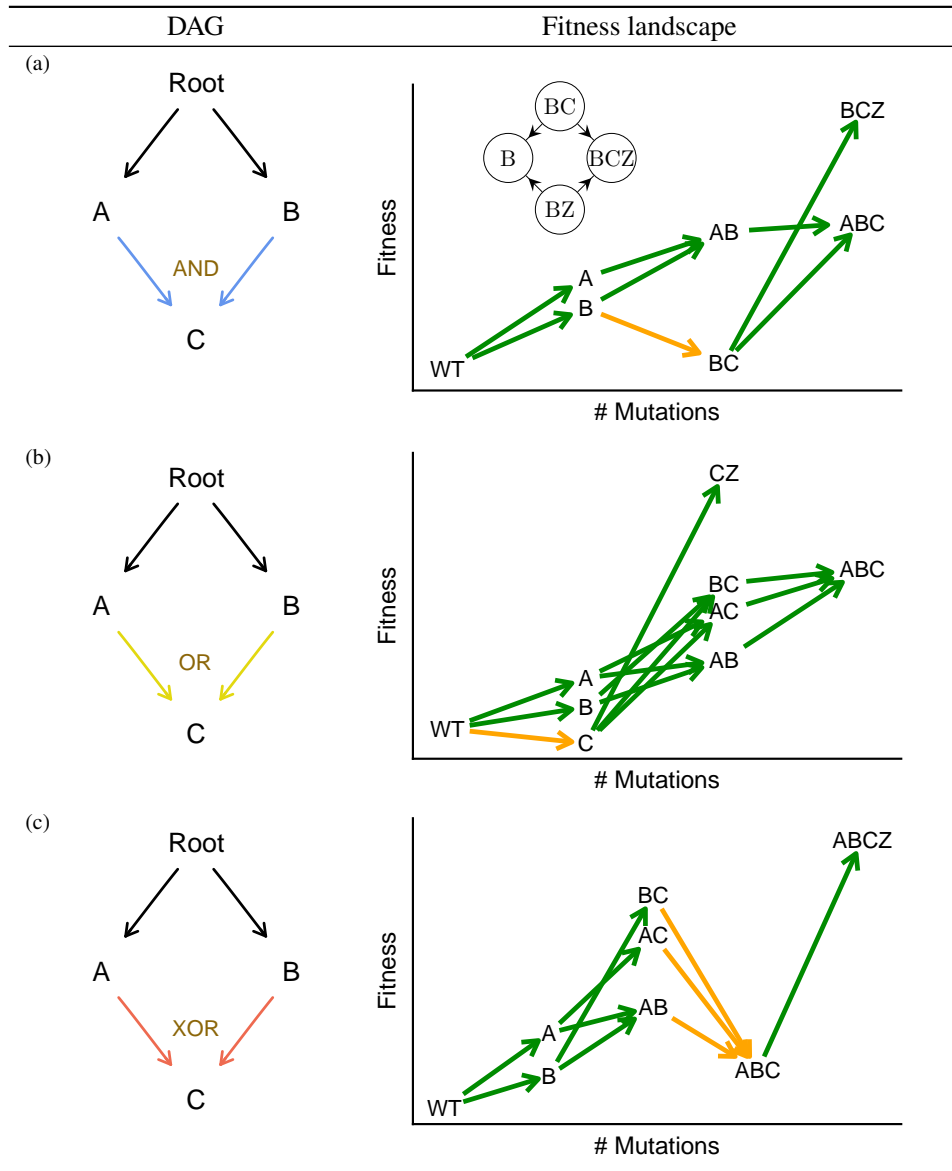 DAG Fitness landscape
(a)
Root
A B
AND
C
Fitness
BC
B BCZ
BZ
BCZ
AB ABC
A
B
WT BC
# Mutations
(b)
Root
A B
OR
C
Fitness
CZ
BC ABC
AC
AB
A
B
WT C
# Mutations
(c)
Root
A B
XOR
C
Fitness
ABCZ
BC
AC
AB
A
B ABC
WT
# Mutations